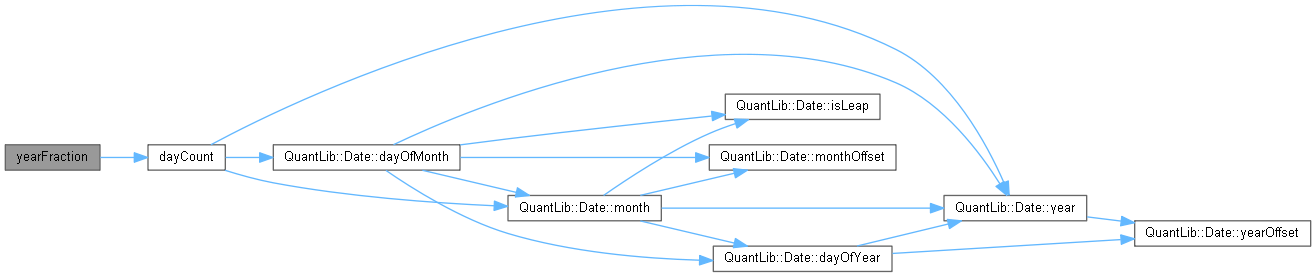 yearFraction
dayCount
QuantLib::Date::dayOfMonth
QuantLib::Date::isLeap
QuantLib::Date::monthOffset
QuantLib::Date::month
QuantLib::Date::year
QuantLib::Date::dayOfYear
QuantLib::Date::yearOffset